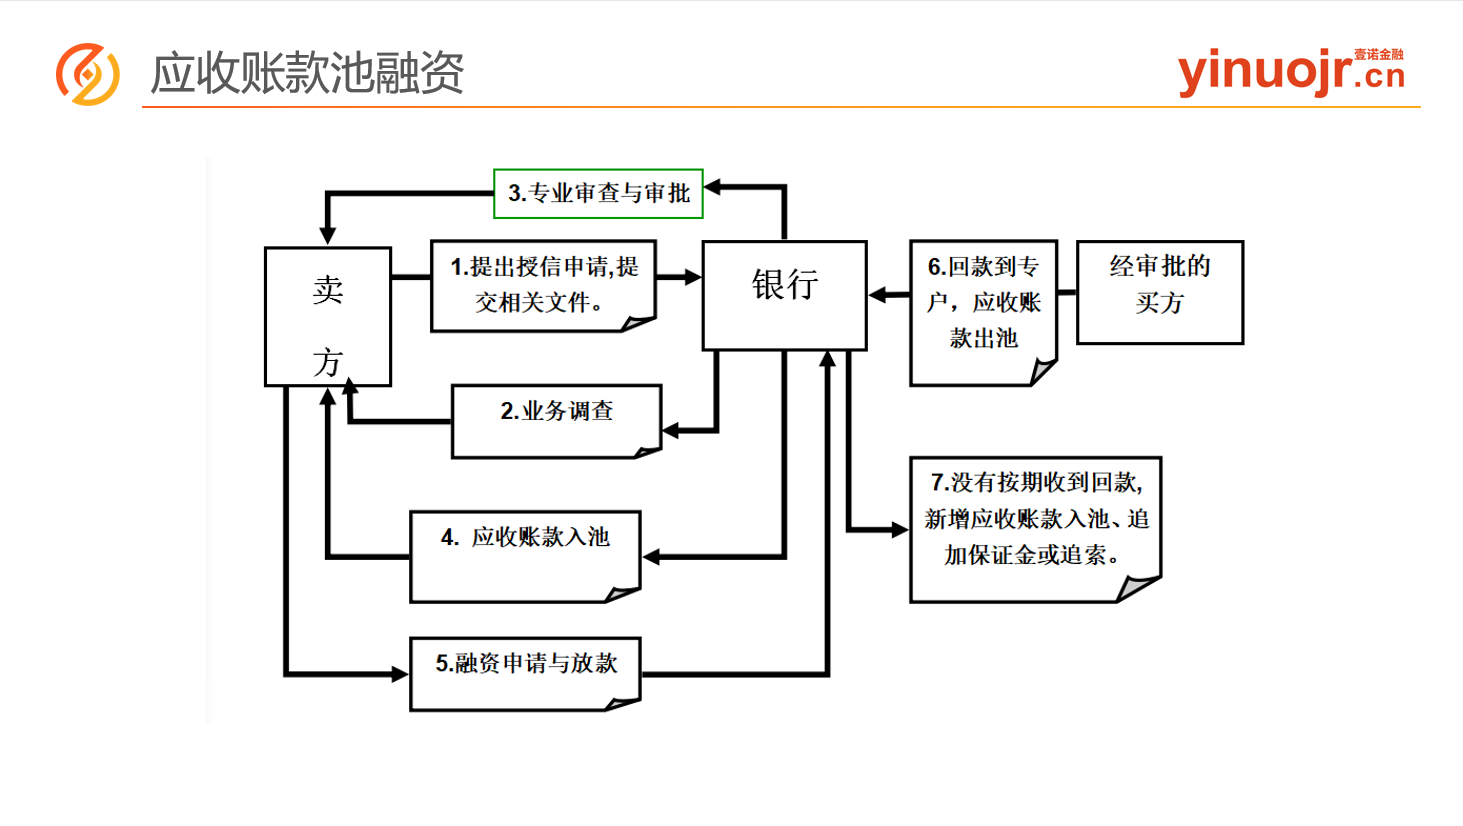 应收账款池融资
壹诺金融
yinuojr.cn
3.专业审查与审批
卖
方
1.提出授信申请,提
交相关文件。
银行
6.回款到专
户，应收账
款出池
经审批的
买方
2.业务调查
4. 应收账款入池
7.没有按期收到回款,
新增应收账款入池、追
加保证金或追索。
5.融资申请与放款